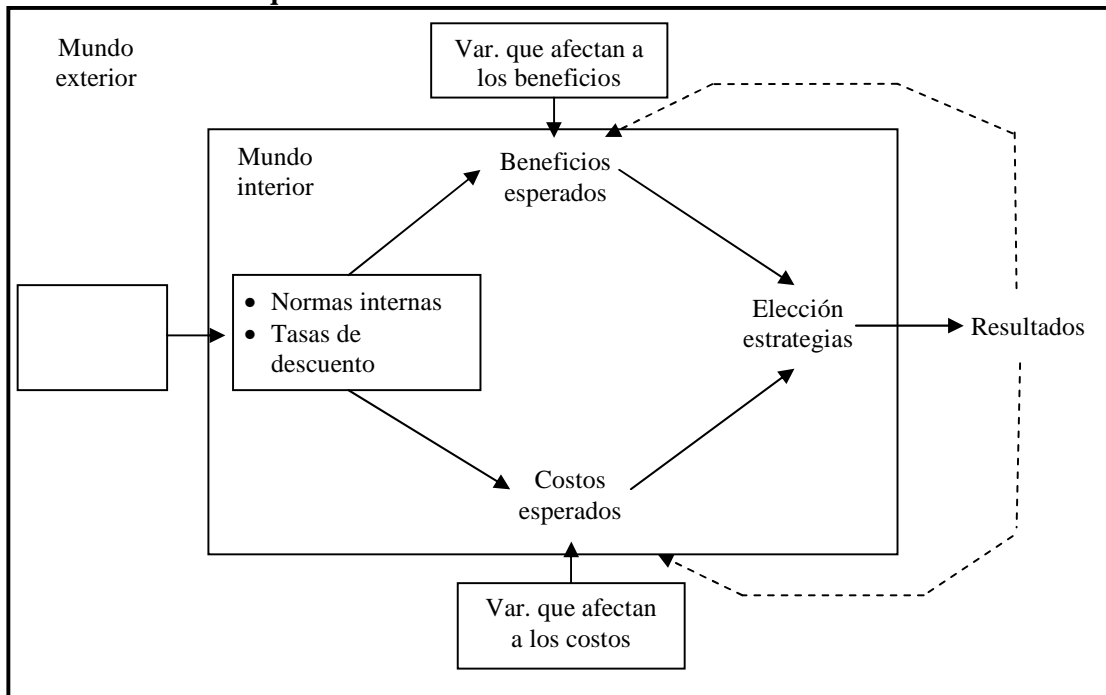 Mundo
exterior
Var. que afectan a
los beneficios
Mundo
interior
Beneficios
esperados
• Normas internas
• Tasas de
descuento
Elección
estrategias
Resultados
Costos
esperados
Var. que afectan
a los costos